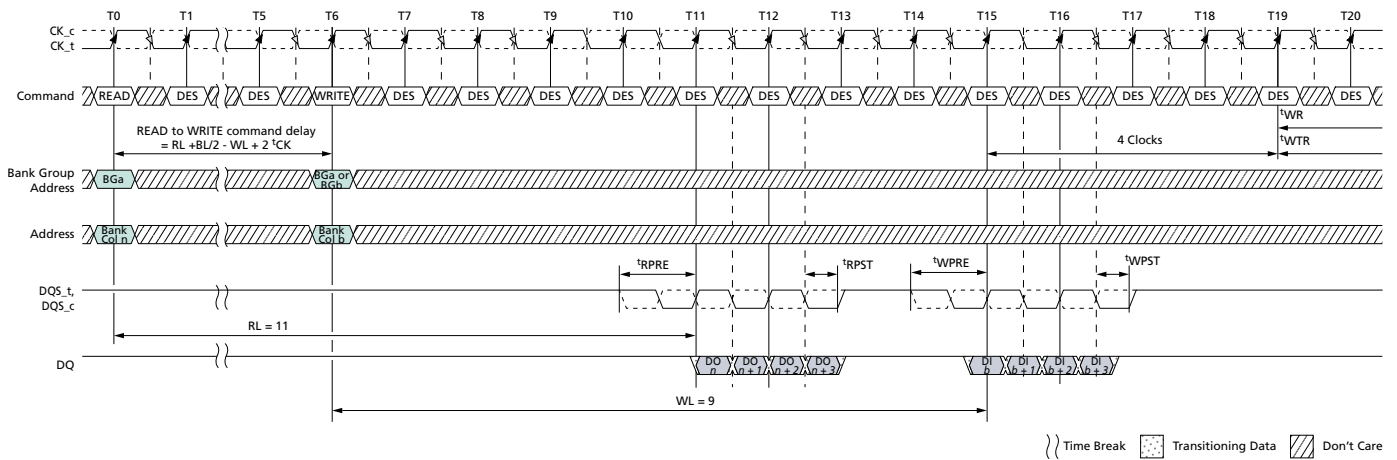 T0 T1 T5 T6 T7 T8 T9 T10 T11 T12 T13 T14 T15 T16 T17 T18 T19 T20
CK_c
CK_t
Command READ DES DES WRITE DES DES DES DES DES DES DES DES DES DES DES DES DES DES
tWR
READ to WRITE command delay
= RL +BL/2 - WL + 2 tCK
4 Clocks
tWTR
Bank Group
Address
BGa
BGa or
BGb
Address
Bank
Col n
Bank
Col b
tRPRE tRPST tWPRE tWPST
DQS_t,
DQS_c
RL = 11
DQ
DO
n
DO
n + 1
DO
n + 2
DO
n + 3
DI
b
DI
b + 1
DI
b + 2
DI
b + 3
WL = 9
Time Break Transitioning Data Don't Care